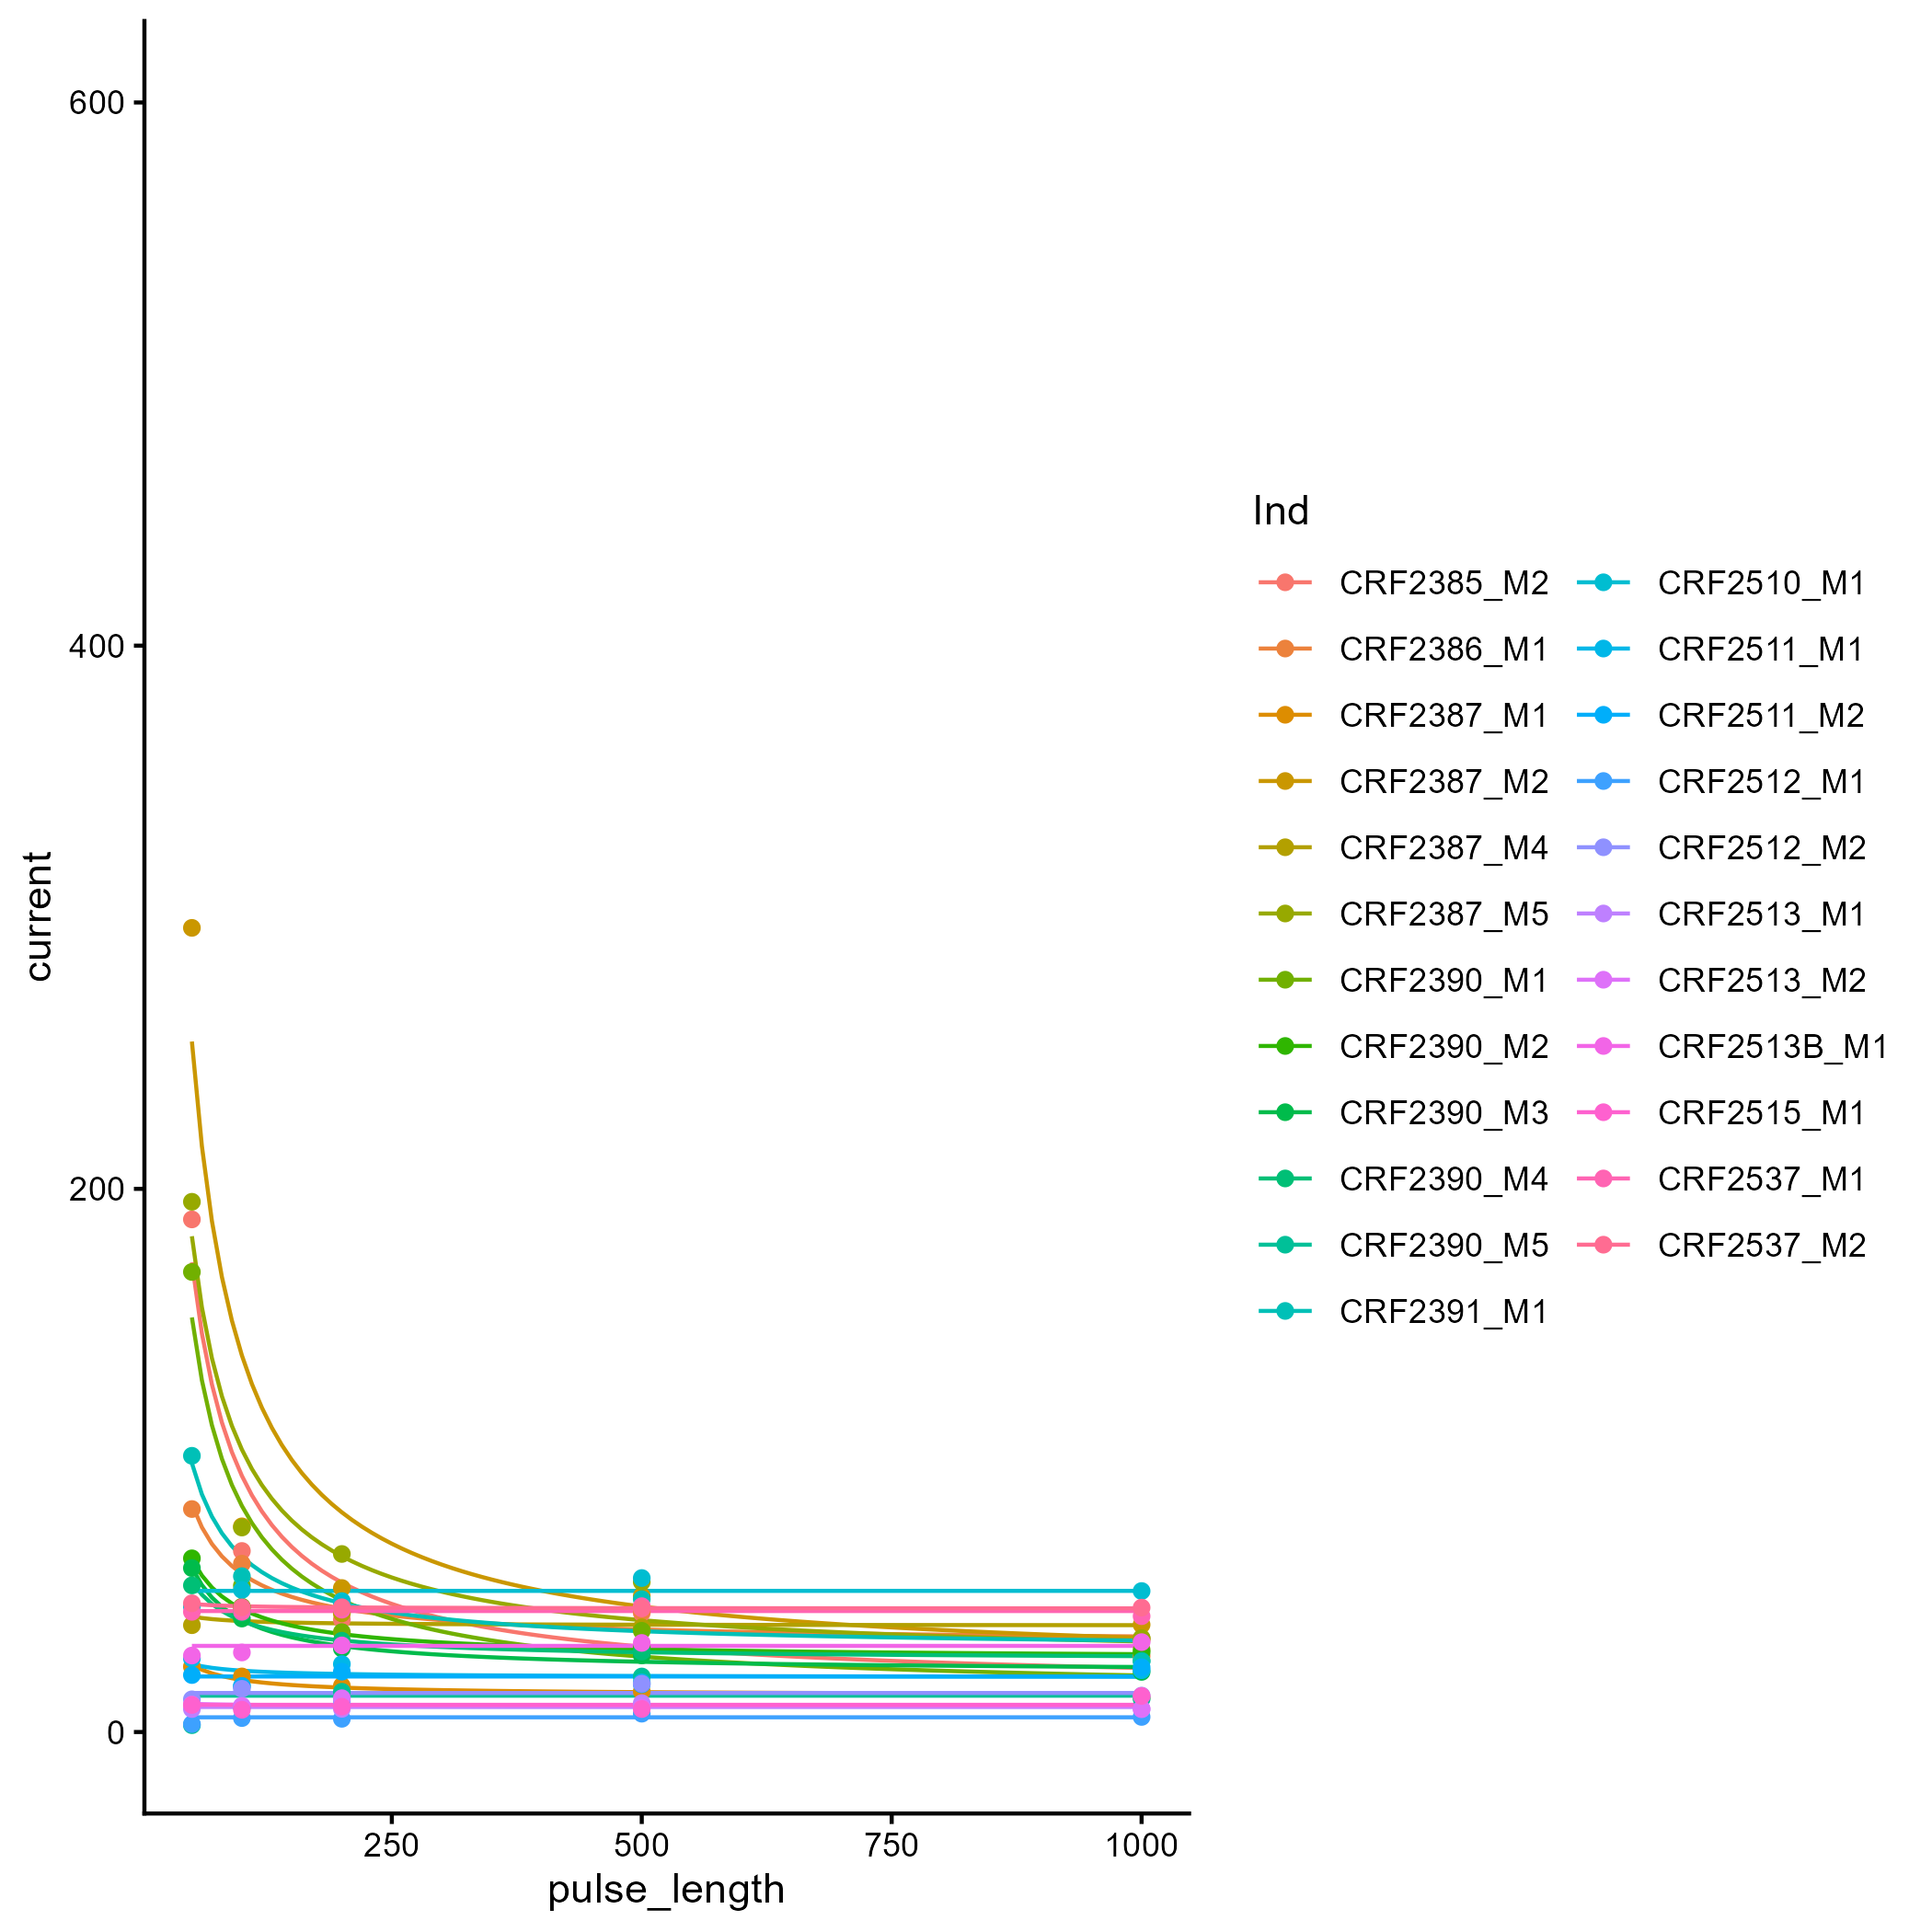 600
400
200
0
current
250 500 750 1000
pulse_length
Ind
CRF2385_M2 CRF2510_M1
CRF2386_M1 CRF2511_M1
CRF2387_M1 CRF2511_M2
CRF2387_M2 CRF2512_M1
CRF2387_M4 CRF2512_M2
CRF2387_M5 CRF2513_M1
CRF2390_M1 CRF2513_M2
CRF2390_M2 CRF2513B_M1
CRF2390_M3 CRF2515_M1
CRF2390_M4 CRF2537_M1
CRF2390_M5 CRF2537_M2
CRF2391_M1